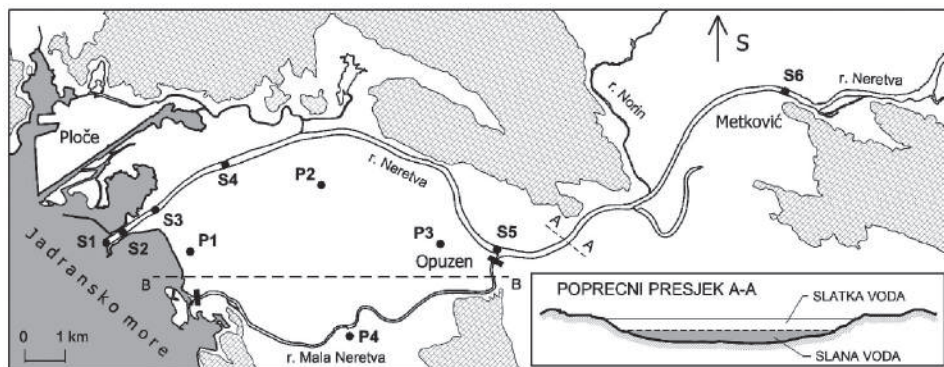 S
S6
r. Neretva
r. Norin
Metković
Ploče
S4
P2
r. Neretva
S3
S1
S2
P1
P3
S5
A
A
Opuzen
Jadransko more
B
B
P4
r. Mala Neretva
0
1 km
POPRECNI PRESJEK A-A
SLATKA VODA
SLANA VODA